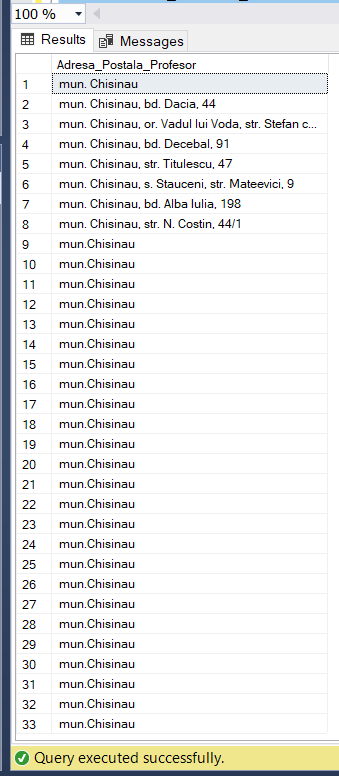 100 %
Results Messages
Adresa_Postala_Profesor
1 mun. Chisinau
2 mun. Chisinau, bd. Dacia, 44
3 mun. Chisinau, or. Vadul lui Voda, str. Stefan c...
4 mun. Chisinau, bd. Decebal, 91
5 mun. Chisinau, str. Titulescu, 47
6 mun. Chisinau, s. Stauceni, str. Mateevici, 9
7 mun. Chisinau, bd. Alba Iulia, 198
8 mun. Chisinau, str. N. Costin, 44/1
9 mun.Chisinau
10 mun.Chisinau
11 mun.Chisinau
12 mun.Chisinau
13 mun.Chisinau
14 mun.Chisinau
15 mun.Chisinau
16 mun.Chisinau
17 mun.Chisinau
18 mun.Chisinau
19 mun.Chisinau
20 mun.Chisinau
21 mun.Chisinau
22 mun.Chisinau
23 mun.Chisinau
24 mun.Chisinau
25 mun.Chisinau
26 mun.Chisinau
27 mun.Chisinau
28 mun.Chisinau
29 mun.Chisinau
30 mun.Chisinau
31 mun.Chisinau
32 mun.Chisinau
33 mun.Chisinau
Query executed successfully.